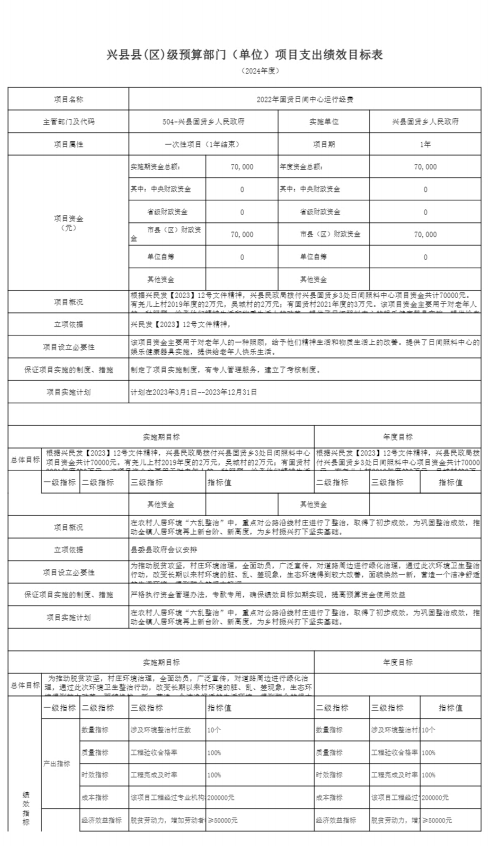 兴县县(区)级预算部门（单位）项目支出绩效目标表
（2024年度）
项目名称 2022年固贤日间中心运行经费
主管部门及代码 504-兴县固贤乡人民政府 实施单位 兴县固贤乡人民政府
项目属性 一次性项目（1年结束） 项目期 1年
项目资金
（元）
实施期资金总额： 70,000 年度资金总额： 70,000
其中：中央财政资金 0 其中：中央财政资金 0
省级财政资金 0 省级财政资金 0
市县（区）财政资金 70,000 市县（区）财政资金 70,000
单位自筹 0 单位自筹 0
其他资金 其他资金
项目概况
根据兴民发【2023】12号文件精神，兴县民政局拨付兴县固贤乡3处日间照料中心项目资金共计70000元。
有尧儿上村2019年度的2万元，吴城村的2万元；有固贤村2021年度的3万元。该项目资金主要用于对老年人
立项依据 兴民发【2023】12号文件精神，
项目设立必要性
该项目资金主要用于对老年人的一种照顾，给予他们精神生活和物质生活上的改善。提供了日间照料中心的
娱乐健康器具实施，提供给老年人快乐生活。
保证项目实施的制度、措施 制定了项目实施制度，有专人管理服务，建立了考核制度。
项目实施计划 计划在2023年3月1日--2023年12月31日
实施期目标 年度目标
总体目标
根据兴民发【2023】12号文件精神，兴县民政局拨付兴县固贤乡3处日间照料中心
项目资金共计70000元。有尧儿上村2019年度的2万元，吴城村的2万元；有固贤村
根据兴民发【2023】12号文件精神，兴县民政局拨
付兴县固贤乡3处日间照料中心项目资金共计70000
一级指标 二级指标 三级指标 指标值 二级指标 三级指标 指标值
其他资金 其他资金
项目概况
在农村人居环境“六乱整治”中，重点对公路沿线村庄进行了整治，取得了初步成效，为巩固整治成效，推
动全镇人居环境再上新台阶、新高度，为乡村振兴打下坚实基础。
立项依据 县委县政府会议安排
项目设立必要性
为推动脱贫攻坚，村庄环境治理，全面动员，广泛宣传，对道路周边进行绿化治理，通过此次环境卫生整治
行动，改变长期以来村环境的脏、乱、差现象，生态环境得到较大改善，面貌焕然一新，营造一个洁净舒适
保证项目实施的制度、措施 严格执行资金管理办法、专款专用，确保绩效目标如期实现，提高预算资金使用效益
项目实施计划
在农村人居环境“六乱整治”中，重点对公路沿线村庄进行了整治，取得了初步成效，为巩固整治成效，推
动全镇人居环境再上新台阶、新高度，为乡村振兴打下坚实基础。
实施期目标 年度目标
总体目标
为推动脱贫攻坚，村庄环境治理，全面动员，广泛宣传，对道路周边进行绿化治
理，通过此次环境卫生整治行动，改变长期以来村环境的脏、乱、差现象，生态环
绩效指标
一级指标 二级指标 三级指标 指标值 二级指标 三级指标 指标值
产出指标
数量指标 涉及环境整治村庄数 10个 数量指标 涉及环境整治村 10个
质量指标 工程验收合格率 100% 质量指标 工程验收合格率 100%
时效指标 工程完成及时率 100% 时效指标 工程完成及时率 100%
成本指标 该项目工程经过专业机构 200000元 成本指标 该项目工程经过 200000元
经济效益指标 脱贫劳动力，增加劳动者 ≥50000元 经济效益指标 脱贫劳动力，增 ≥50000元